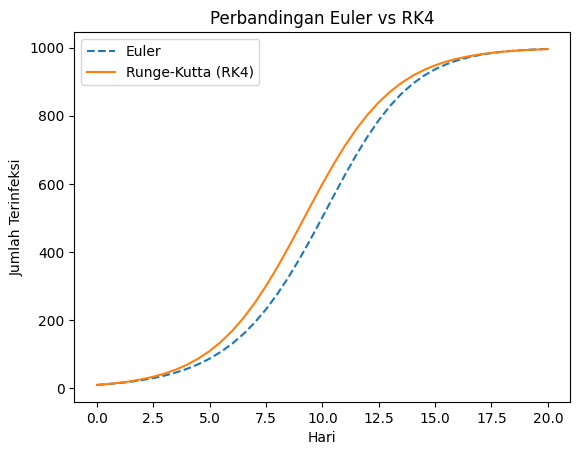 Perbandingan Euler vs RK4
Euler
Runge-Kutta (RK4)
Jumlah Terinfeksi
1000
800
600
400
200
0
0.0 2.5 5.0 7.5 10.0 12.5 15.0 17.5 20.0
Hari